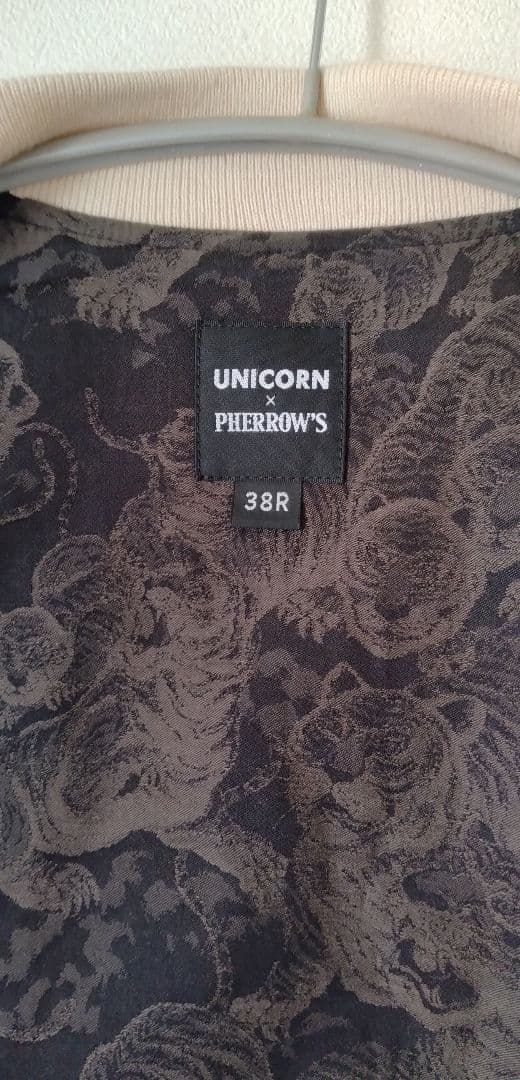 UNICORN
×
PHERROW'S
38R